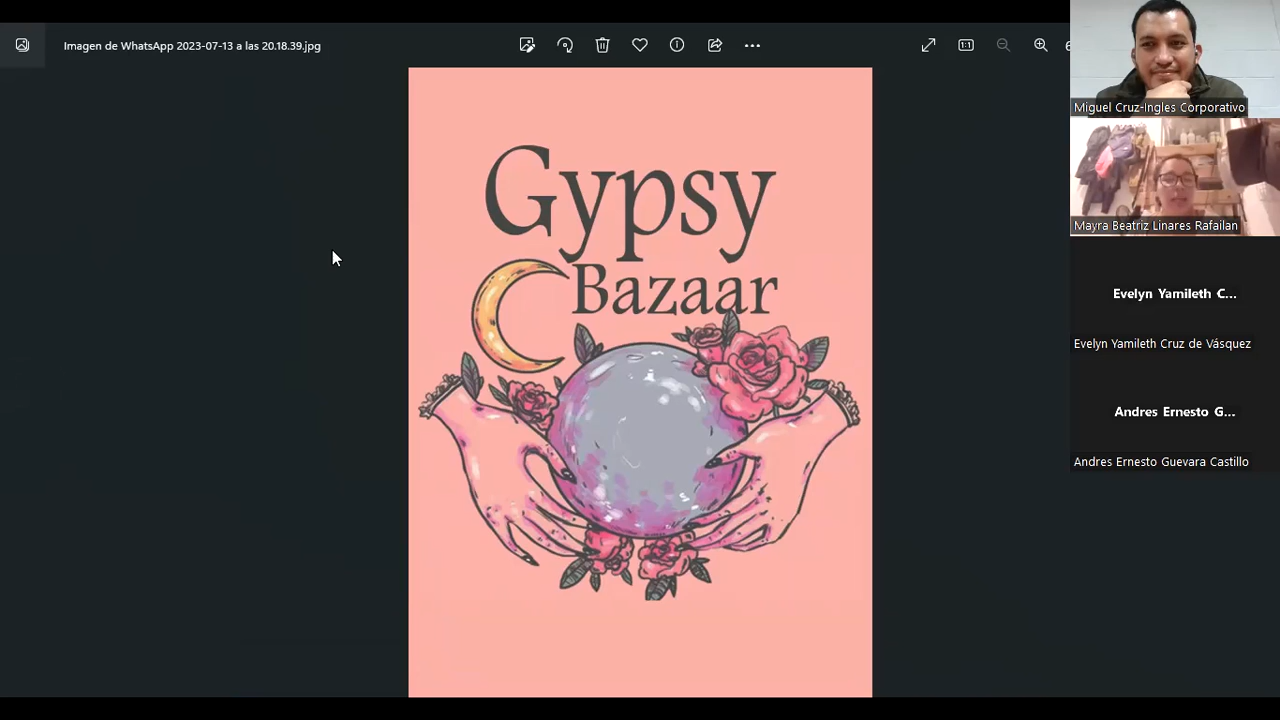 Imagen de WhatsApp 2023-07-13 a las 20.18.39.jpg
Gypsy
Bazaar
Miguel Cruz-Ingles Corporativo
Mayra Beatriz Linares Rafailan
Evelyn Yamileth C...
Evelyn Yamileth Cruz de Vásquez
Andres Ernesto G...
Andres Ernesto Guevara Castillo